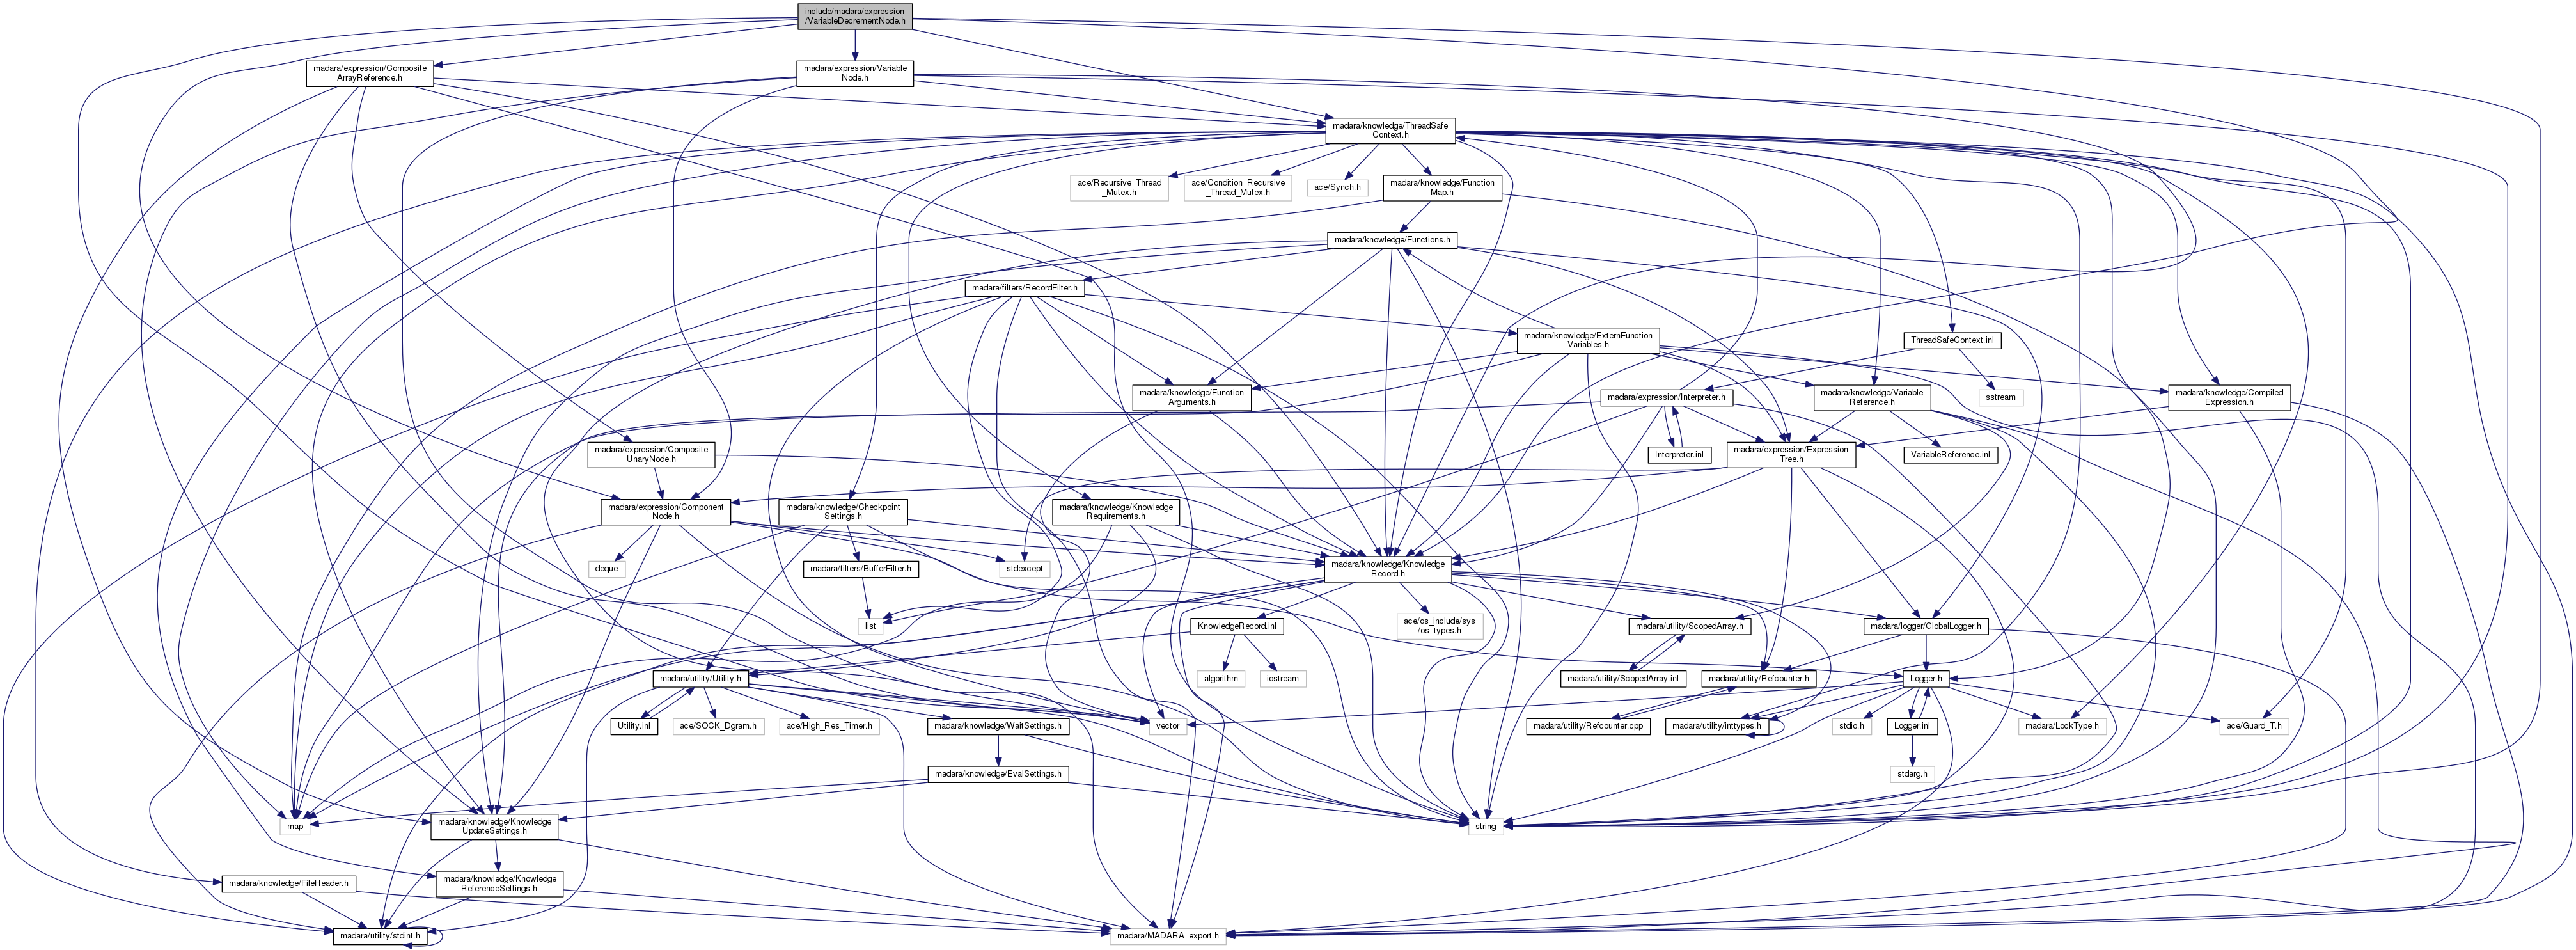 include/madara/expression
/VariableDecrementNode.h
madara/expression/Composite
ArrayReference.h
madara/expression/Variable
Node.h
madara/knowledge/ThreadSafe
Context.h
ace/Recursive_Thread
_Mutex.h
ace/Condition_Recursive
_Thread_Mutex.h
ace/Synch.h
madara/knowledge/Function
Map.h
madara/knowledge/Functions.h
madara/filters/RecordFilter.h
madara/knowledge/ExternFunction
Variables.h
ThreadSafeContext.inl
madara/knowledge/Function
Arguments.h
madara/expression/Interpreter.h
madara/knowledge/Variable
Reference.h
sstream
madara/knowledge/Compiled
Expression.h
madara/expression/Composite
UnaryNode.h
Interpreter.inl
madara/expression/Expression
Tree.h
VariableReference.inl
madara/expression/Component
Node.h
madara/knowledge/Checkpoint
Settings.h
madara/knowledge/Knowledge
Requirements.h
deque
madara/filters/BufferFilter.h
stdexcept
madara/knowledge/Knowledge
Record.h
list
KnowledgeRecord.inl
ace/os_include/sys
/os_types.h
madara/utility/ScopedArray.h
madara/logger/GlobalLogger.h
madara/utility/Utility.h
algorithm
iostream
madara/utility/ScopedArray.inl
madara/utility/Refcounter.h
Logger.h
Utility.inl
ace/SOCK_Dgram.h
ace/High_Res_Timer.h
madara/knowledge/WaitSettings.h
vector
madara/utility/Refcounter.cpp
madara/utility/inttypes.h
stdio.h
Logger.inl
madara/LockType.h
ace/Guard_T.h
madara/knowledge/EvalSettings.h
stdarg.h
map
madara/knowledge/Knowledge
UpdateSettings.h
string
madara/knowledge/FileHeader.h
madara/knowledge/Knowledge
ReferenceSettings.h
madara/utility/stdint.h
madara/MADARA_export.h